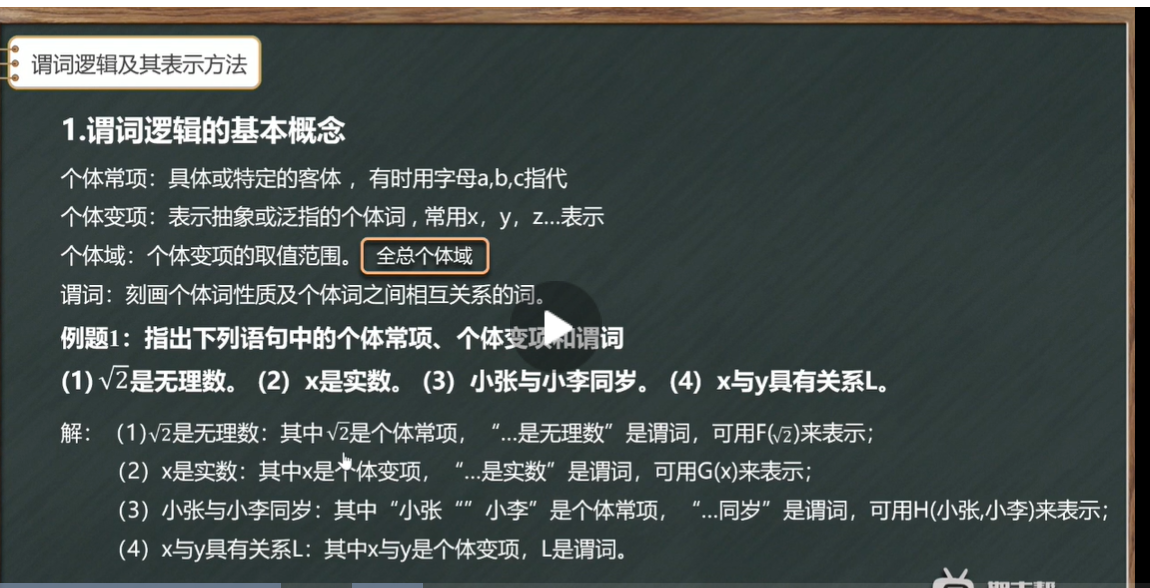 谓词逻辑及其表示方法
1.谓词逻辑的基本概念
个体常项：具体或特定的客体 ，有时用字母a,b,c指代
个体变项：表示抽象或泛指的个体词 , 常用x，y，z...表示
个体域：个体变项的取值范围。 全总个体域
谓词：刻画个体词性质及个体词之间相互关系的词。
例题1：指出下列语句中的个体常项、个体变项和谓词
(1) √2是无理数。 (2) x是实数。 (3) 小张与小李同岁。 (4) x与y具有关系L。
解： (1)√2是无理数：其中√2是个体常项， “...是无理数” 是谓词，可用F(√2)来表示；
(2) x是实数：其中x是个体变项， “...是实数” 是谓词，可用G(x)来表示；
(3) 小张与小李同岁：其中 “小张 “” 小李” 是个体常项， “...同岁” 是谓词，可用H(小张,小李)来表示；
(4) x与y具有关系L：其中x与y是个体变项，L是谓词。